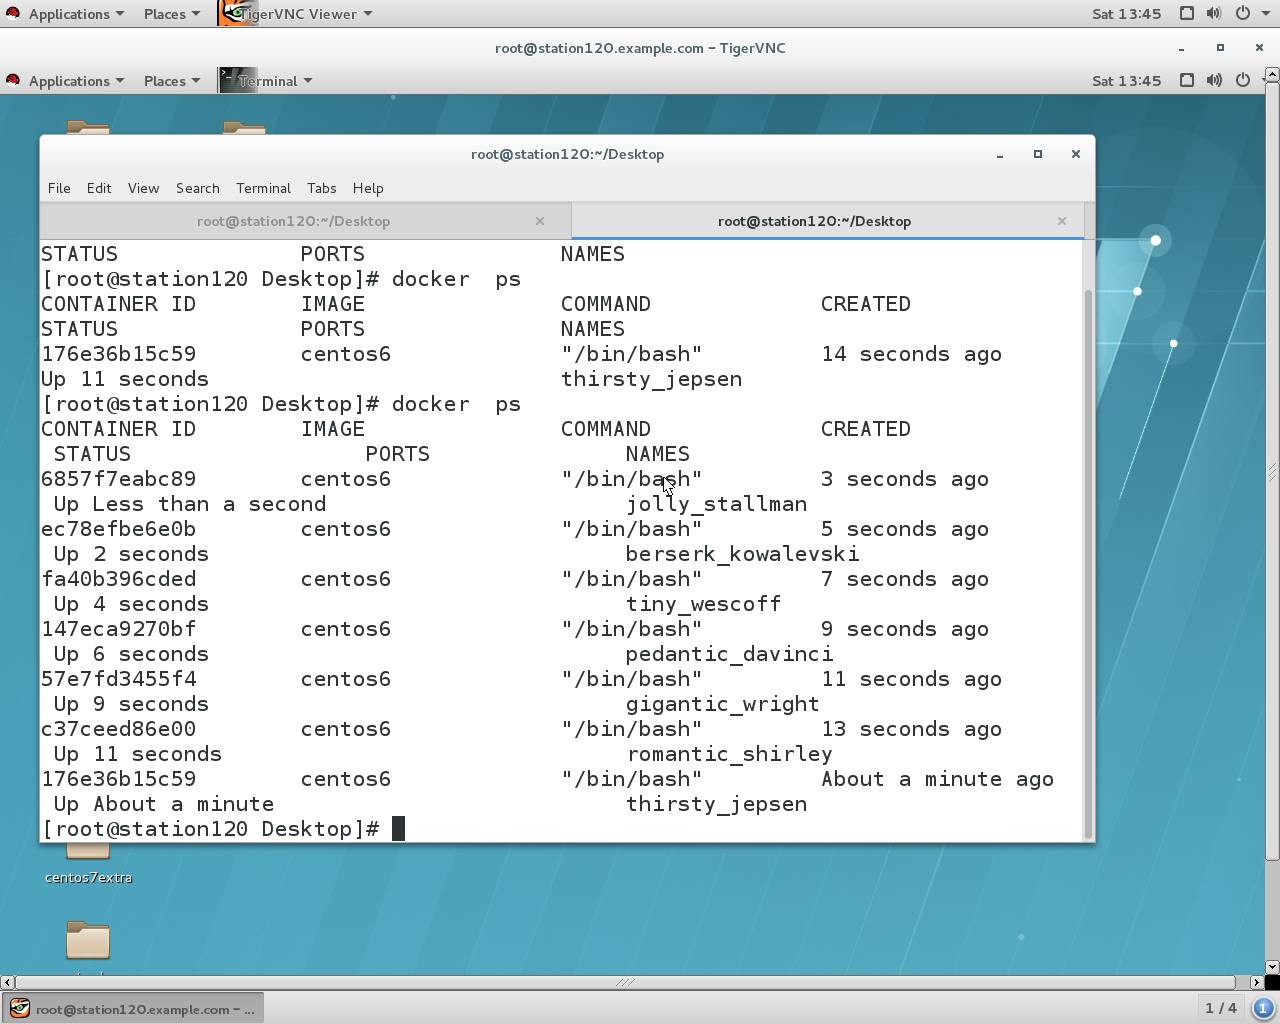 Applications Places TigerVNC Viewer Sat 13:45
root@station120.example.com - TigerVNC
Applications Places Terminal Sat 13:45
root@station120:~/Desktop
File Edit View Search Terminal Tabs Help
root@station120:~/Desktop root@station120:~/Desktop
STATUS PORTS NAMES
[root@station120 Desktop]# docker  ps
CONTAINER ID IMAGE COMMAND CREATED
STATUS PORTS NAMES
176e36b15c59 centos6 "/bin/bash" 14 seconds ago
Up 11 seconds thirsty_jepsen
[root@station120 Desktop]# docker  ps
CONTAINER ID IMAGE COMMAND CREATED
STATUS PORTS NAMES
6857f7eabc89 centos6 "/bin/bash" 3 seconds ago
Up Less than a second jolly_stallman
ec78efbe6e0b centos6 "/bin/bash" 5 seconds ago
Up 2 seconds berserk_kowalevski
fa40b396cded centos6 "/bin/bash" 7 seconds ago
Up 4 seconds tiny_wescoff
147eca9270bf centos6 "/bin/bash" 9 seconds ago
Up 6 seconds pedantic_davinci
57e7fd3455f4 centos6 "/bin/bash" 11 seconds ago
Up 9 seconds gigantic_wright
c37ceed86e00 centos6 "/bin/bash" 13 seconds ago
Up 11 seconds romantic_shirley
176e36b15c59 centos6 "/bin/bash" About a minute ago
Up About a minute thirsty_jepsen
[root@station120 Desktop]#
centos7extra
root@station120.example.com - ... 1 / 4 1